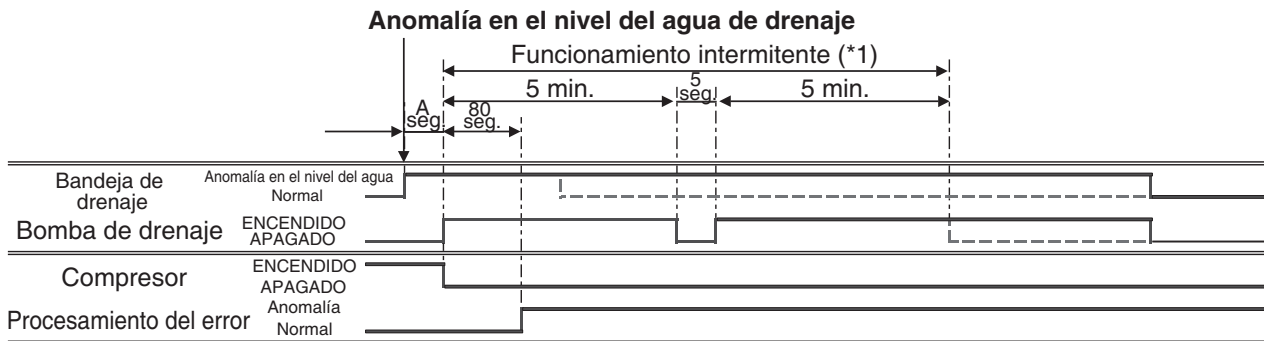 Anomalía en el nivel del agua de drenaje
Funcionamiento intermitente (*1)
5 min.
5
seg.
5 min.
A
seg.
80
seg.
Bandeja de
drenaje
Anomalía en el nivel del agua
Normal
Bomba de drenaje
ENCENDIDO
APAGADO
Compresor
ENCENDIDO
APAGADO
Procesamiento del error
Anomalía
Normal